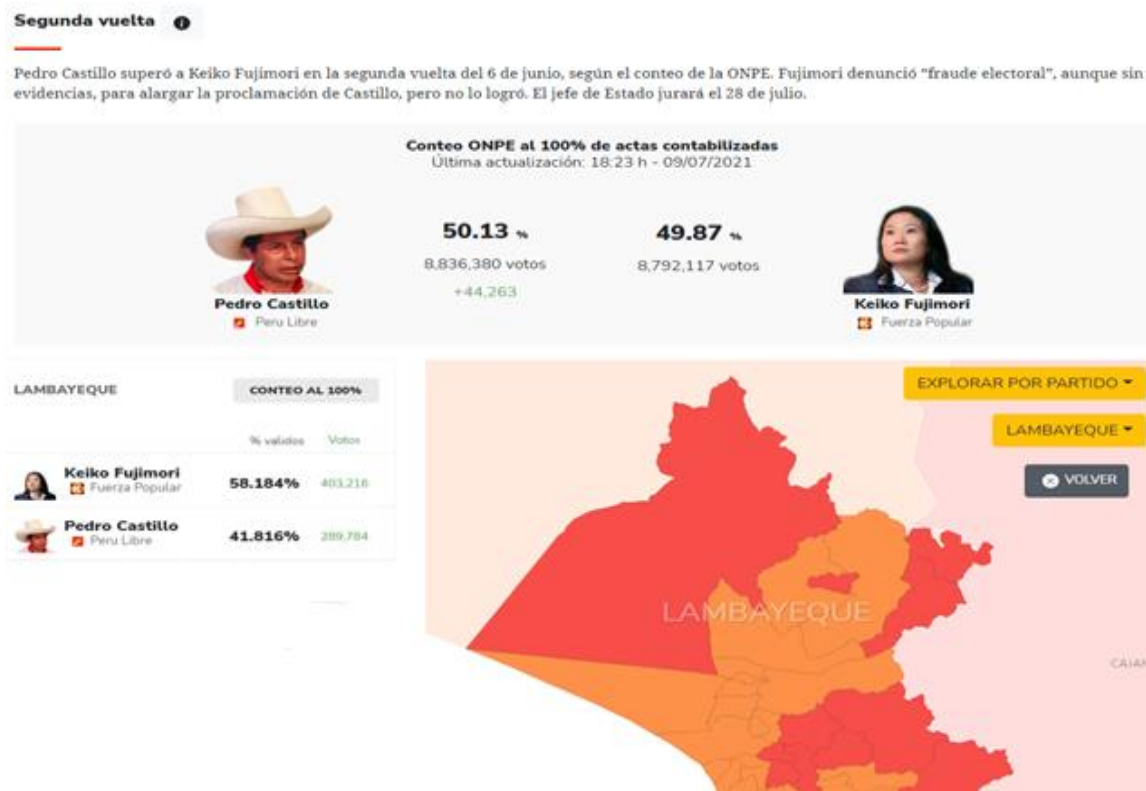 Segunda vuelta
Pedro Castillo superó a Keiko Fujimori en la segunda vuelta del 6 de junio, según el conteo de la ONPE. Fujimori denunció "fraude electoral", aunque sin
evidencias, para alargar la proclamación de Castillo, pero no lo logró. El jefe de Estado jurará el 28 de julio.
Conteo ONPE al 100% de actas contabilizadas
Última actualización: 18:23 h - 09/07/2021
50.13 %
8,836,380 votos
+44,263
49.87 %
8,792,117 votos
Pedro Castillo
Peru Libre
Keiko Fujimori
Fuerza Popular
LAMBAYEQUE
CONTEO AL 100%
% validos Votos
Keiko Fujimori
Fuerza Popular
58.184% 403,216
Pedro Castillo
Peru Libre
41.816% 289,784
EXPLORAR POR PARTIDO
LAMBAYEQUE
VOLVER
LAMBAYEQUE
CAJAM